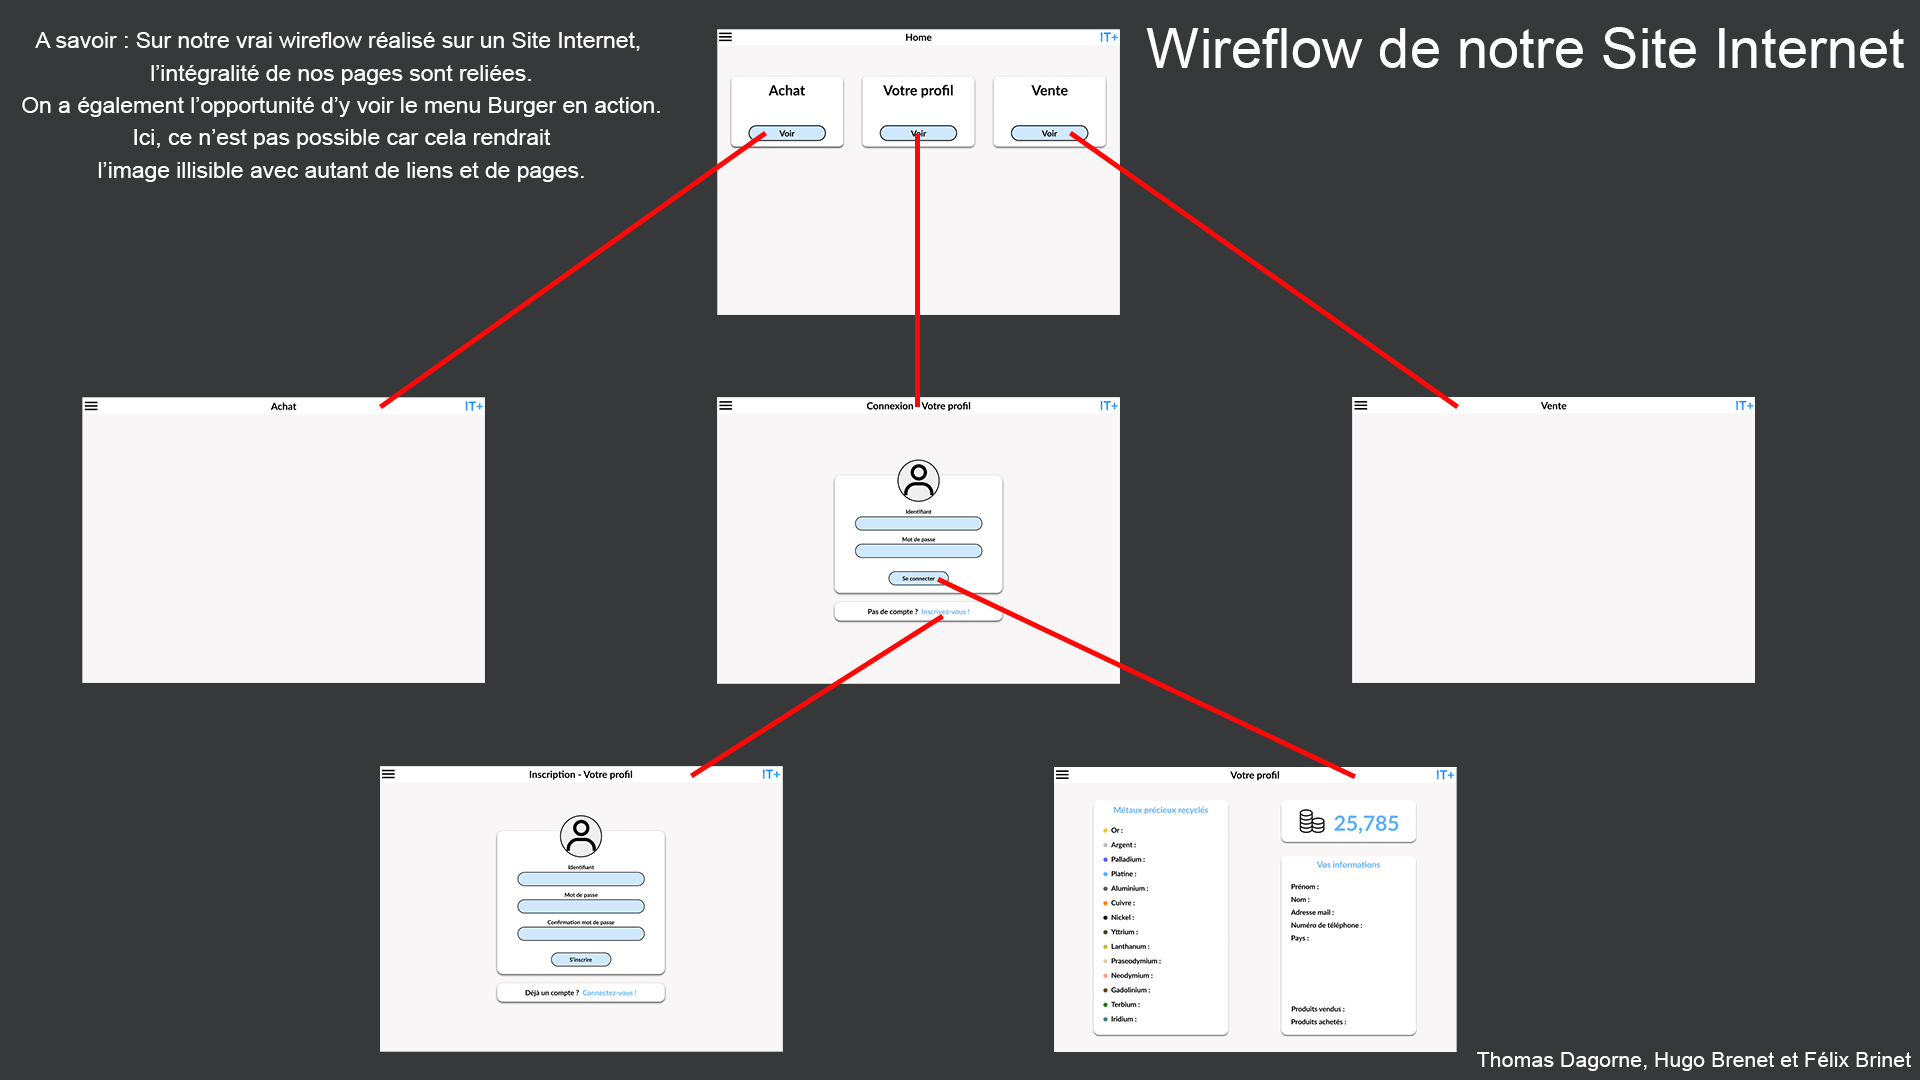 A savoir : Sur notre vrai wireflow réalisé sur un Site Internet,
l’intégralité de nos pages sont reliées.
On a également l’opportunité d’y voir le menu Burger en action.
Ici, ce n’est pas possible car cela rendrait
l’image illisible avec autant de liens et de pages.
Wireflow de notre Site Internet
Home
IT+
Achat
Voir
Votre profil
Voir
Vente
Voir
Achat
IT+
Connexion - Votre profil
IT+
Identifiant
Mot de passe
Se connecter
Pas de compte ? Inscrivez-vous !
Vente
IT+
Inscription - Votre profil
IT+
Identifiant
Mot de passe
Confirmation mot de passe
S'inscrire
Déjà un compte ? Connectez-vous !
Votre profil
IT+
Métaux précieux recyclés
Or :
Argent :
Palladium :
Platine :
Aluminium :
Cuivre :
Nickel :
Yttrium :
Lanthanum :
Praseodymium :
Neodymium :
Gadolinium :
Terbium :
Iridium :
25,785
Vos informations
Prénom :
Nom :
Adresse mail :
Numéro de téléphone :
Pays :
Produits vendus :
Produits achetés :
Thomas Dagorne, Hugo Brenet et Félix Brinet